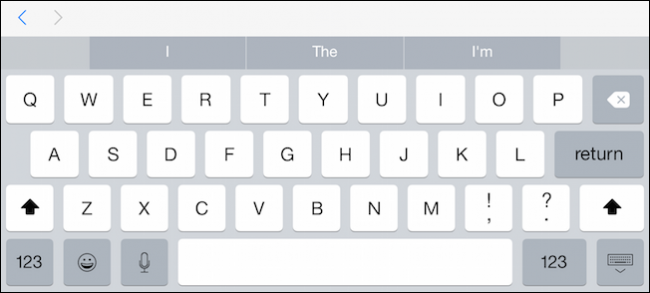 I The I'm
Q W E R T Y U I O P
A S D F G H J K L return
Z X C V B N M ! , ? .
123 123